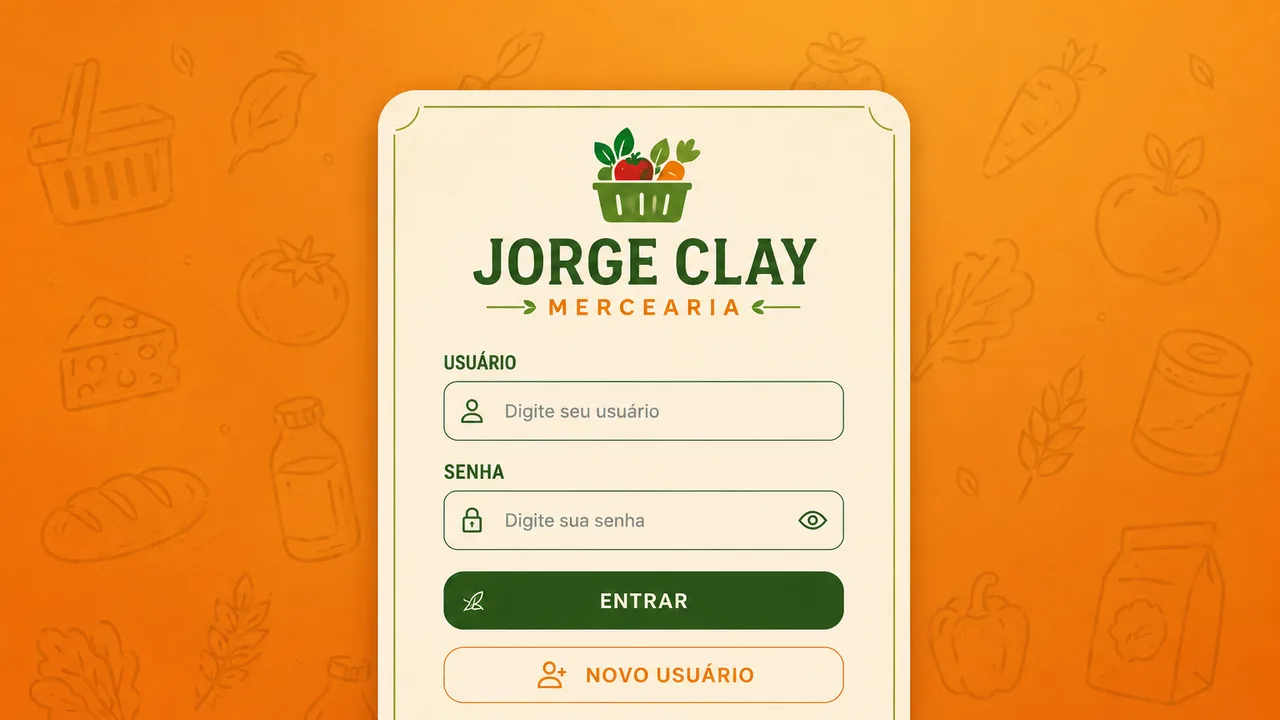 JORGE CLAY
MERCEARIA
USUÁRIO
Digite seu usuário
SENHA
Digite sua senha
ENTRAR
NOVO USUÁRIO